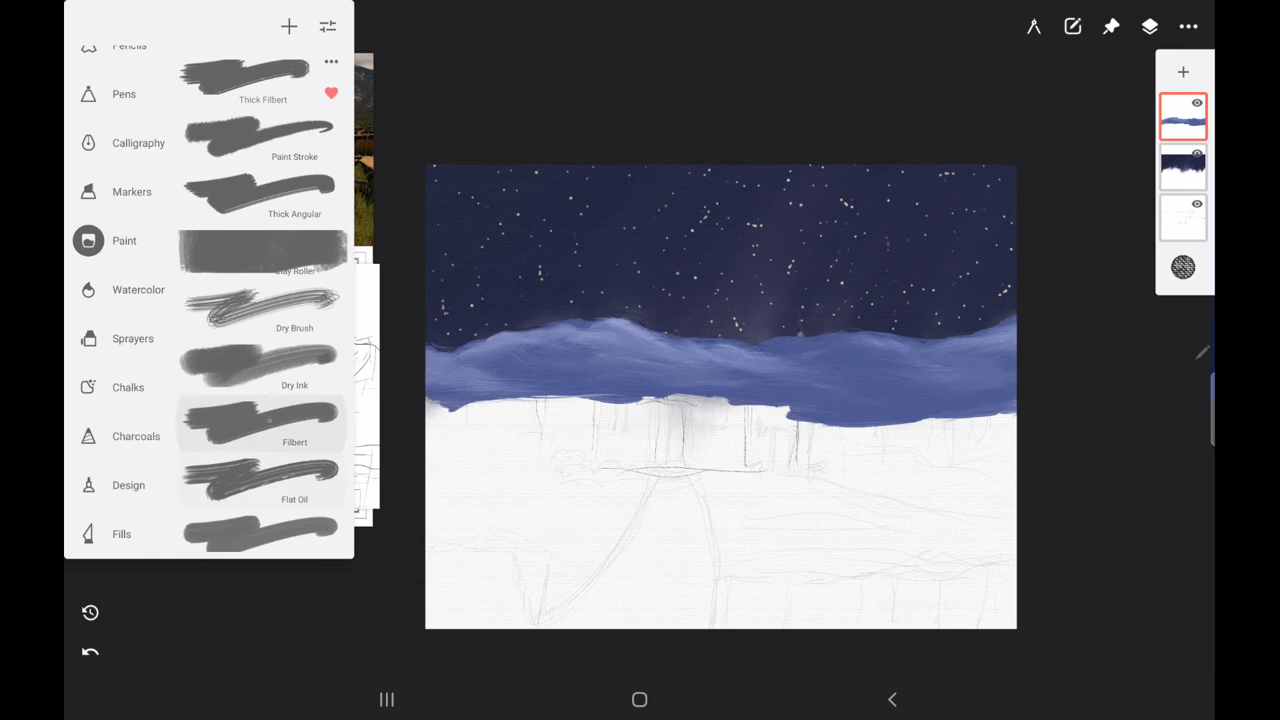 Pencils
Pens
Calligraphy
Markers
Paint
Watercolor
Sprayers
Chalks
Charcoals
Design
Fills
Thick Filbert
Paint Stroke
Thick Angular
Clay Roller
Dry Brush
Dry Ink
Filbert
Flat Oil